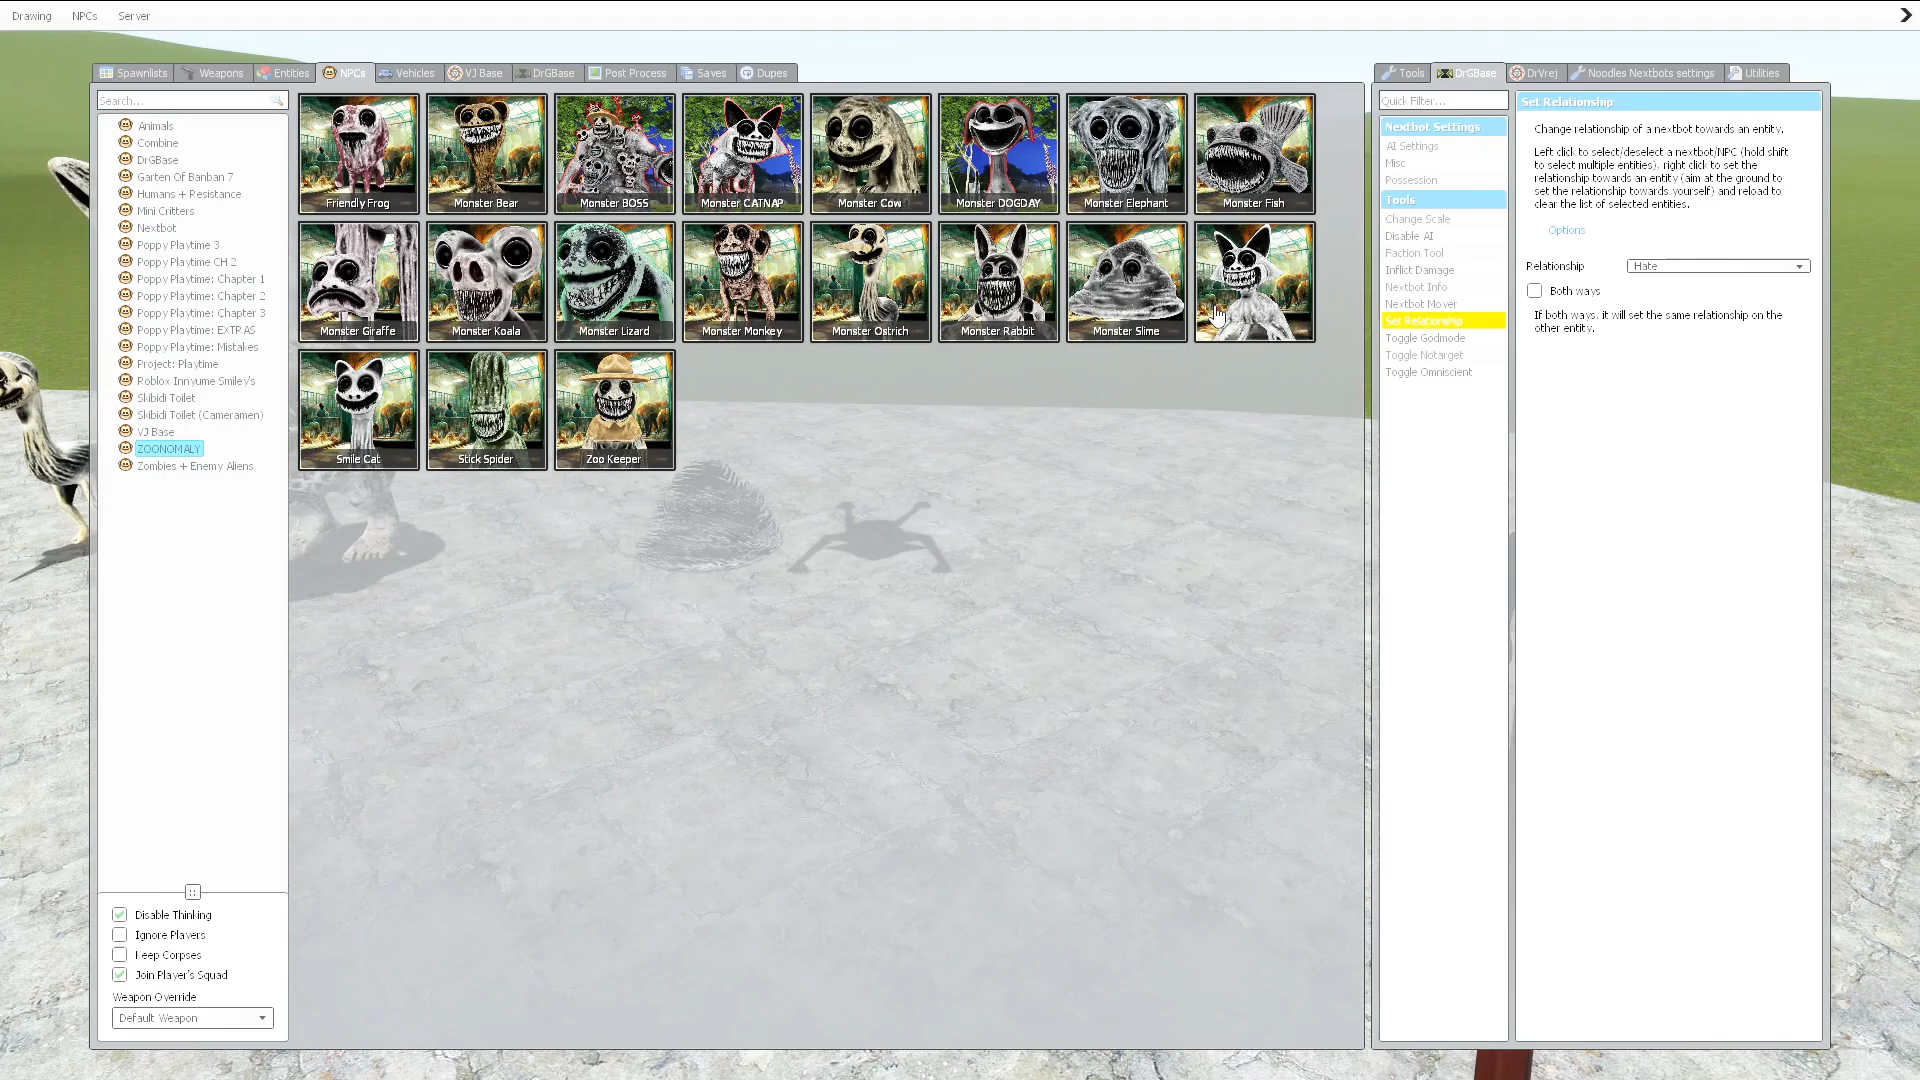 Drawing NPCs Server
Spawnlists Weapons Entities NPCs Vehicles VJ Base DrGBase Post Process Saves Dupes
Search...
Animals
Combine
DrGBase
Garten Of Banban 7
Humans + Resistance
Mini Critters
Nextbot
Poppy Playtime 3
Poppy Playtime CH 2
Poppy Playtime: Chapter 1
Poppy Playtime: Chapter 2
Poppy Playtime: Chapter 3
Poppy Playtime: EXTRAS
Poppy Playtime: Mistakes
Project: Playtime
Roblox Innyume Smiley's
Skibidi Toilet
Skibidi Toilet (Cameramen)
VJ Base
ZOONOMALY
Zombies + Enemy Aliens
Disable Thinking
Ignore Players
Keep Corpses
Join Player's Squad
Weapon Override
Default Weapon
Friendly Frog Monster Bear Monster BOSS Monster CATNAP Monster Cow Monster DOGDAY Monster Elephant Monster Fish
Monster Giraffe Monster Koala Monster Lizard Monster Monkey Monster Ostrich Monster Rabbit Monster Slime
Smile Cat Stick Spider Zoo Keeper
Tools DrGBase DrVrej Noodles Nextbots settings Utilities
Quick Filter...
Nextbot Settings
AI Settings
Misc
Possession
Tools
Change Scale
Disable AI
Faction Tool
Inflict Damage
Nextbot Info
Nextbot Mover
Set Relationship
Toggle Godmode
Toggle Notarget
Toggle Omniscient
Set Relationship
Change relationship of a nextbot towards an entity.
Left click to select/deselect a nextbot/NPC (hold shift
to select multiple entities), right click to set the
relationship towards an entity (aim at the ground to
set the relationship towards yourself) and reload to
clear the list of selected entities.
Options
Relationship Hate
Both ways
If both ways, it will set the same relationship on the
other entity.